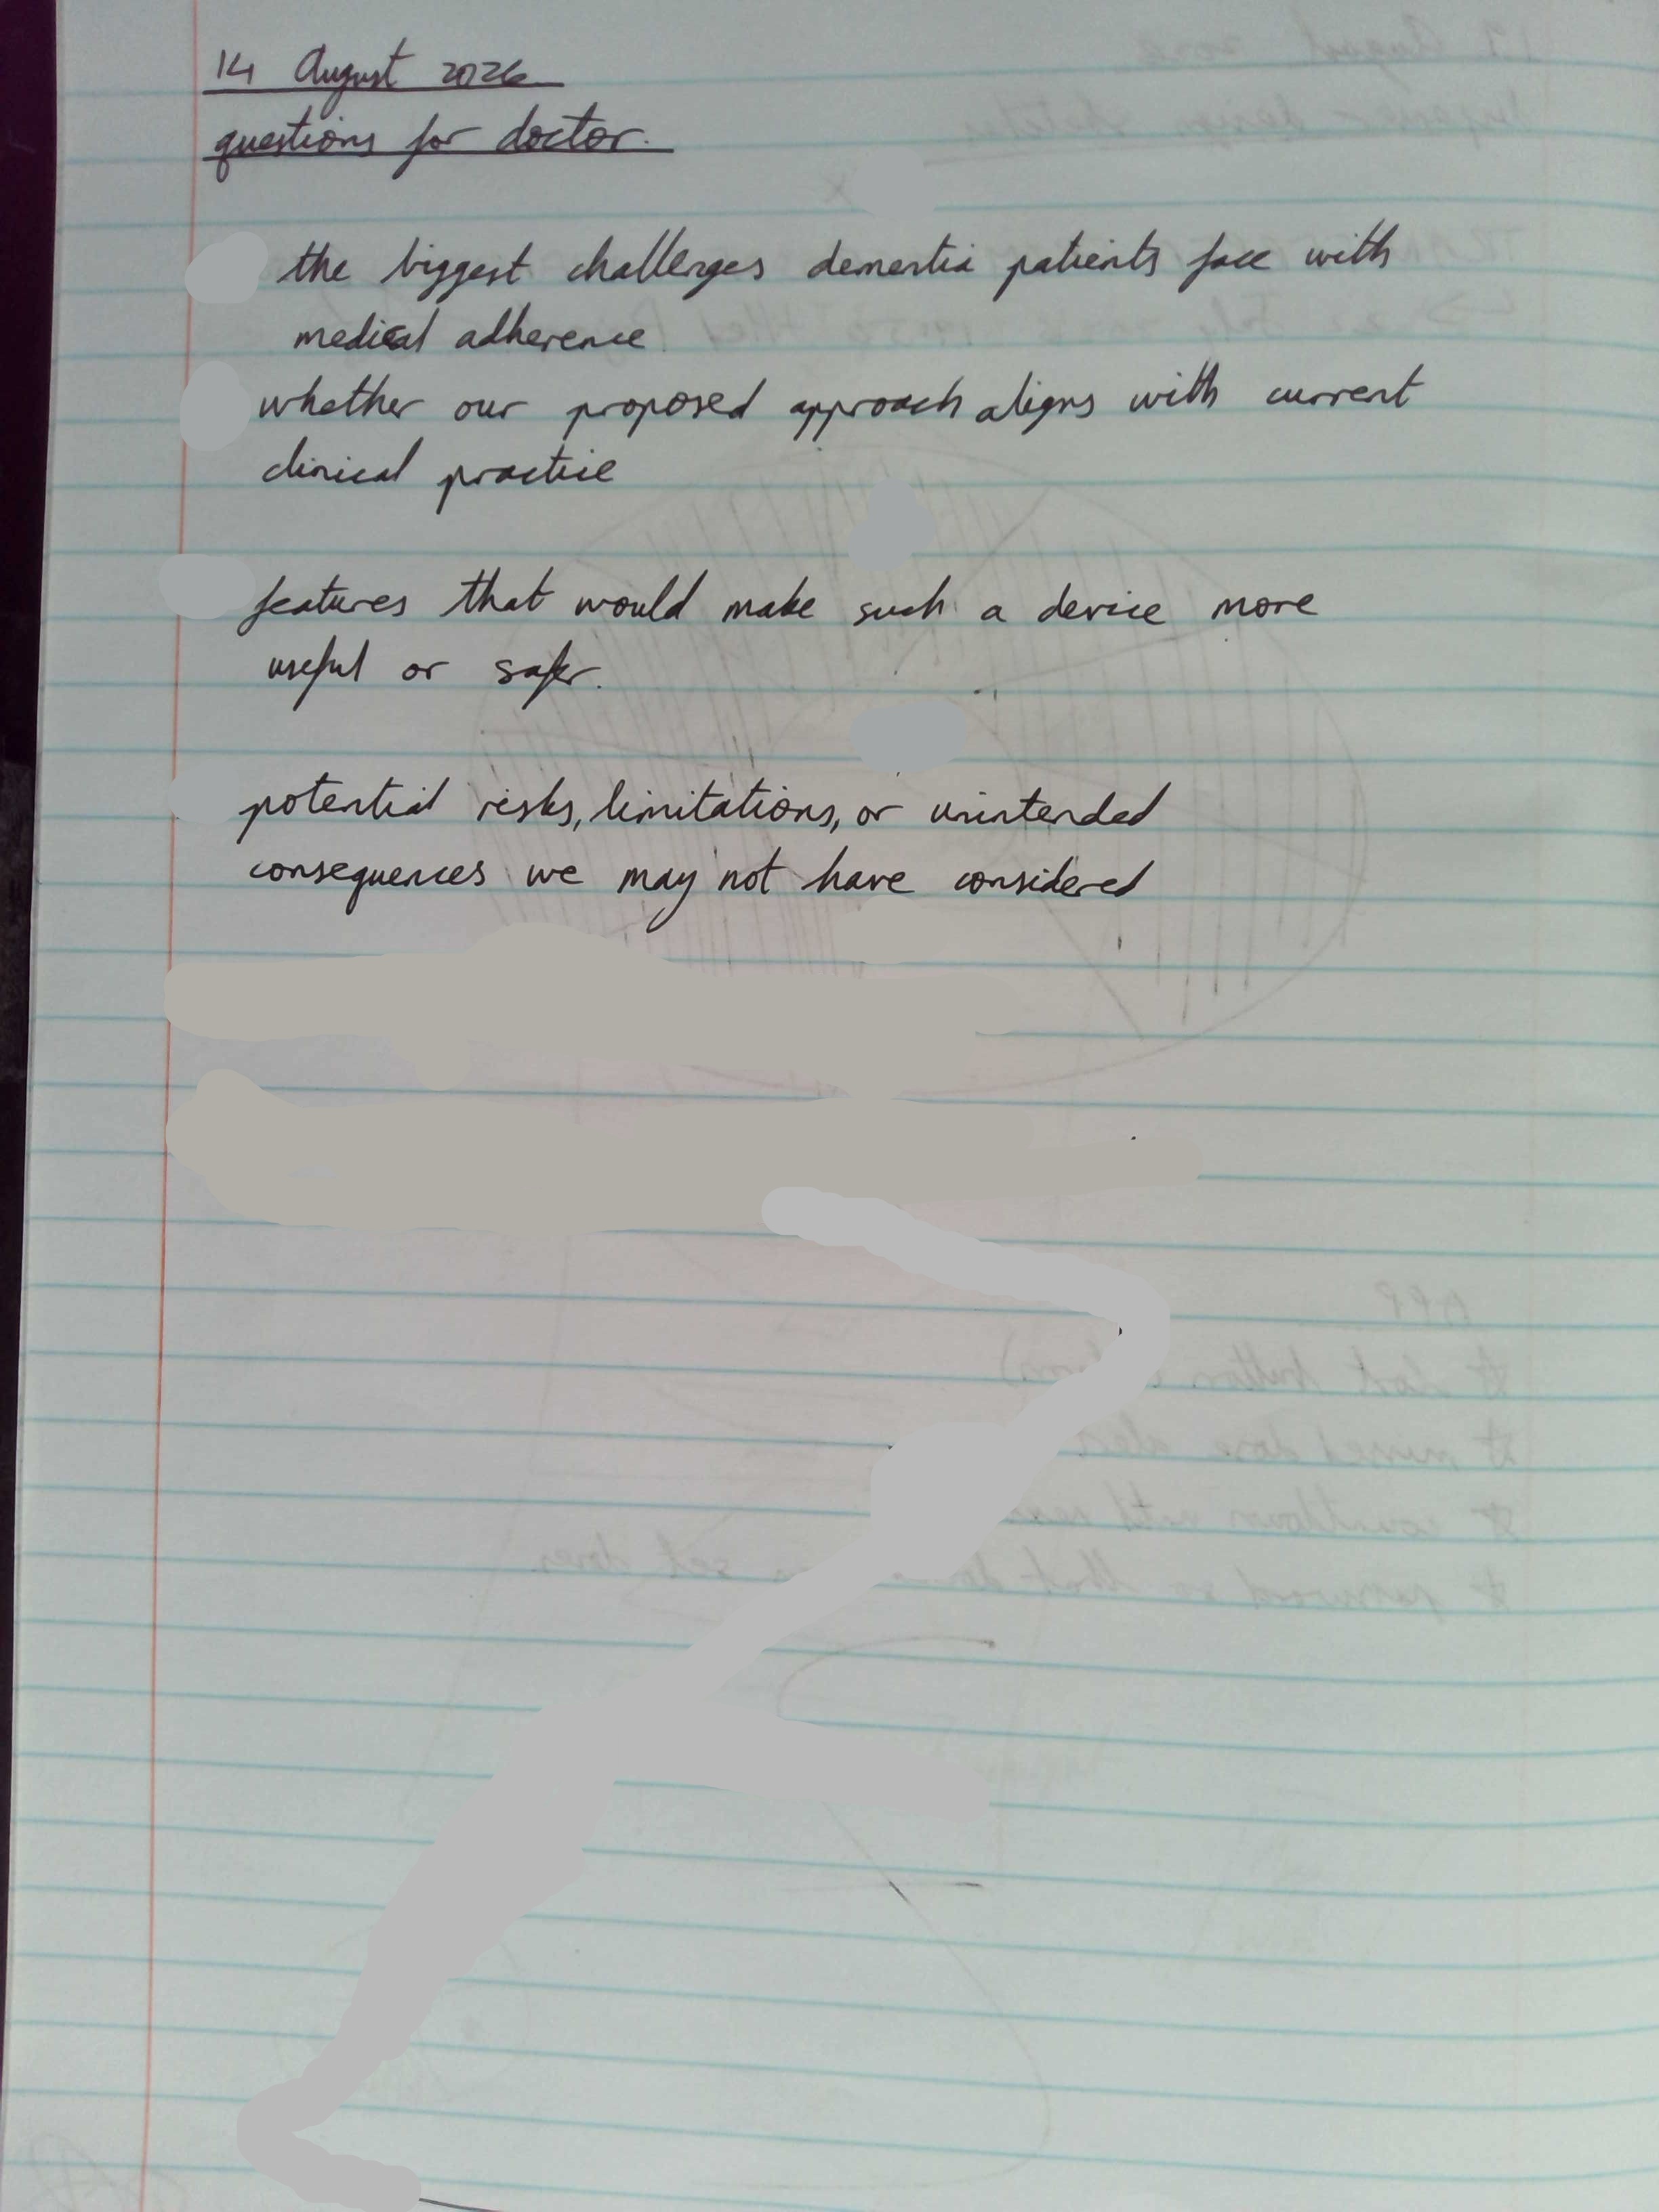 14 August 2026
questions for doctor.
the biggest challenges dementia patients face with
medical adherence
whether our proposed approach aligns with current
clinical practice
features that would make such a device more
useful or safer.
potential risks, limitations, or unintended
consequences we may not have considered